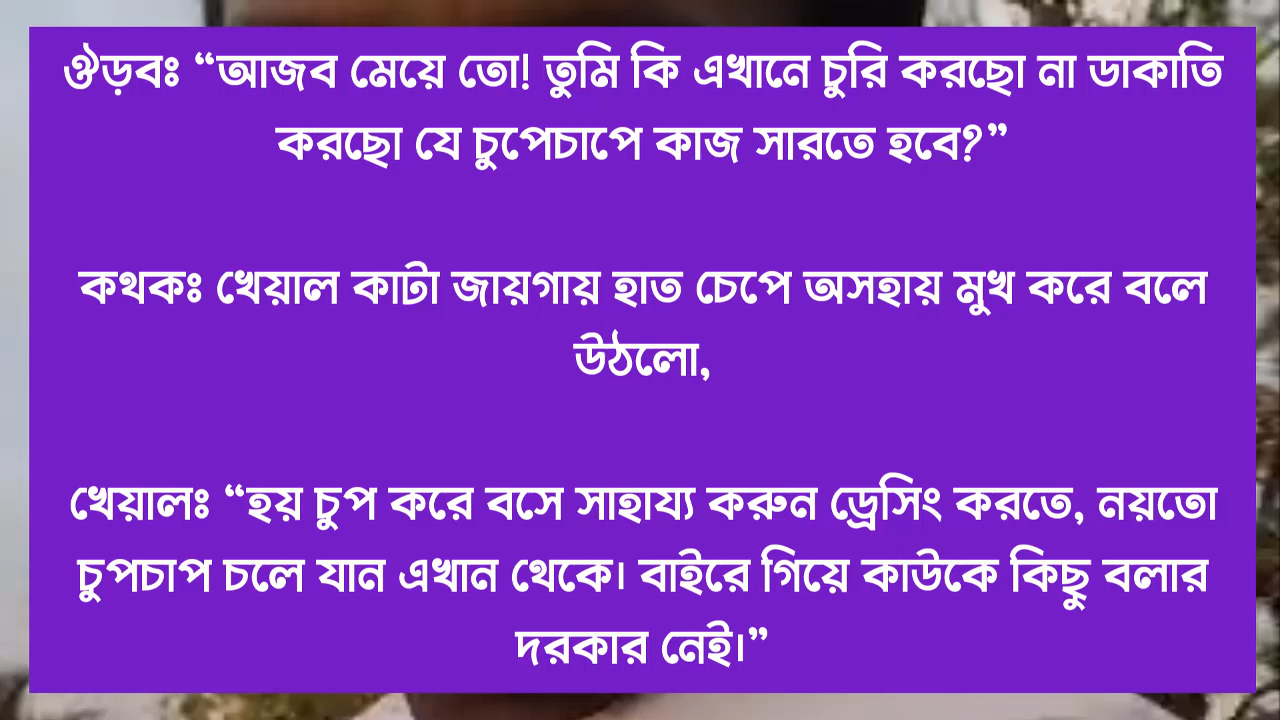 ঔড়বঃ “আজব মেয়ে তো! তুমি কি এখানে চুরি করছো না ডাকাতি
করছো যে চুপেচাপে কাজ সারতে হবে?”
কথকঃ খেয়াল কাটা জায়গায় হাত চেপে অসহায় মুখ করে বলে
উঠলো,
খেয়ালঃ “হয় চুপ করে বসে সাহায্য করুন ড্রেসিং করতে, নয়তো
চুপচাপ চলে যান এখান থেকে। বাইরে গিয়ে কাউকে কিছু বলার
দরকার নেই।”